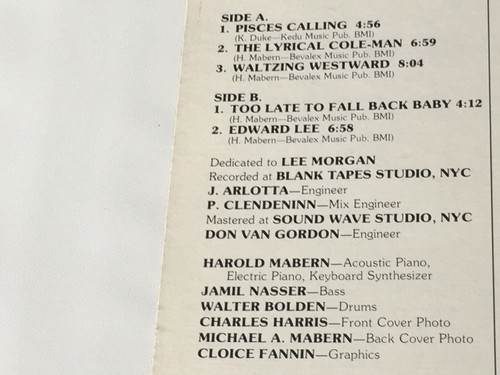 SIDE A.
1. PISCES CALLING 4:56
(K. Duke—Kedu Music Pub. BMI)
2. THE LYRICAL COLE-MAN 6:59
(H. Mabern—Bevalex Music Pub. BMI)
3. WALTZING WESTWARD 8:04
(H. Mabern—Bevalex Music Pub. BMI)
SIDE B.
1. TOO LATE TO FALL BACK BABY 4:12
(H. Mabern—Bevalex Music Pub. BMI)
2. EDWARD LEE 6:58
(H. Mabern—Bevalex Music Pub. BMI)
Dedicated to LEE MORGAN
Recorded at BLANK TAPES STUDIO, NYC
J. ARLOTTA—Engineer
P. CLENDENINN—Mix Engineer
Mastered at SOUND WAVE STUDIO, NYC
DON VAN GORDON—Engineer
HAROLD MABERN—Acoustic Piano,
Electric Piano, Keyboard Synthesizer
JAMIL NASSER—Bass
WALTER BOLDEN—Drums
CHARLES HARRIS—Front Cover Photo
MICHAEL A. MABERN—Back Cover Photo
CLOICE FANNIN—Graphics